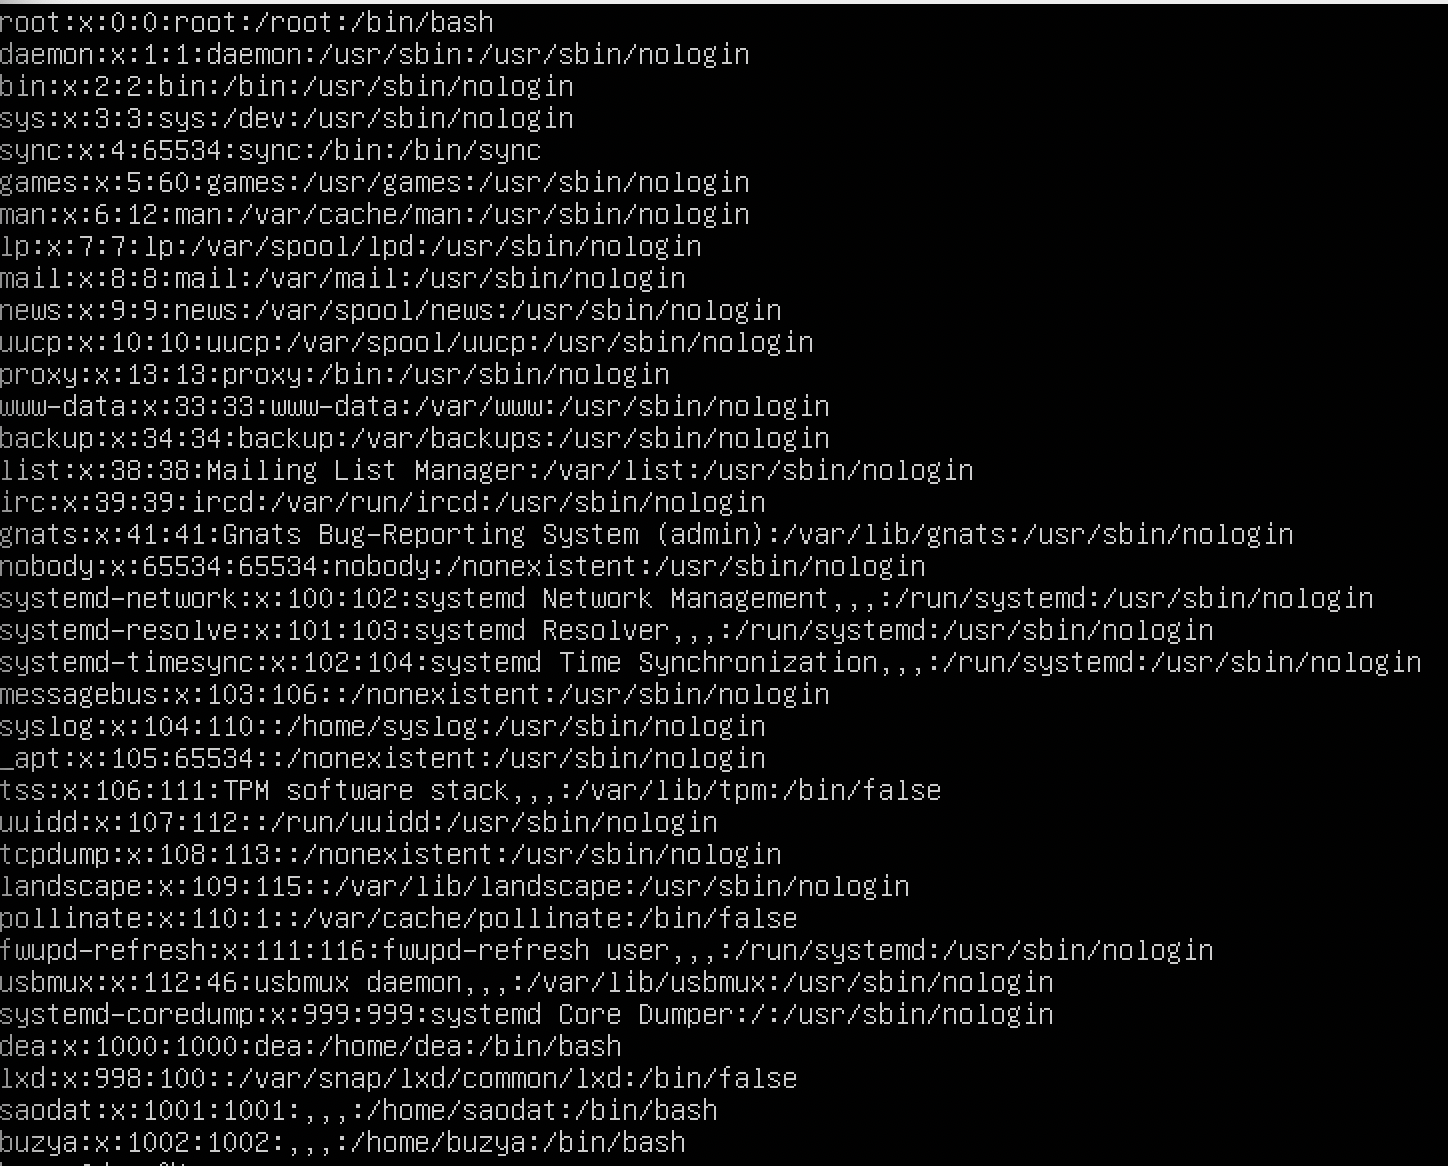 root:x:0:0:root:/root:/bin/bash
daemon:x:1:1:daemon:/usr/sbin:/usr/sbin/nologin
bin:x:2:2:bin:/bin:/usr/sbin/nologin
sys:x:3:3:sys:/dev:/usr/sbin/nologin
sync:x:4:65534:sync:/bin:/bin/sync
games:x:5:60:games:/usr/games:/usr/sbin/nologin
man:x:6:12:man:/var/cache/man:/usr/sbin/nologin
lp:x:7:7:lp:/var/spool/lpd:/usr/sbin/nologin
mail:x:8:8:mail:/var/mail:/usr/sbin/nologin
news:x:9:9:news:/var/spool/news:/usr/sbin/nologin
uucp:x:10:10:uucp:/var/spool/uucp:/usr/sbin/nologin
proxy:x:13:13:proxy:/bin:/usr/sbin/nologin
www-data:x:33:33:www-data:/var/www:/usr/sbin/nologin
backup:x:34:34:backup:/var/backups:/usr/sbin/nologin
list:x:38:38:Mailing List Manager:/var/list:/usr/sbin/nologin
irc:x:39:39:ircd:/var/run/ircd:/usr/sbin/nologin
gnats:x:41:41:Gnats Bug-Reporting System (admin):/var/lib/gnats:/usr/sbin/nologin
nobody:x:65534:65534:nobody:/nonexistent:/usr/sbin/nologin
systemd-network:x:100:102:systemd Network Management,,,:/run/systemd:/usr/sbin/nologin
systemd-resolve:x:101:103:systemd Resolver,,,:/run/systemd:/usr/sbin/nologin
systemd-timesync:x:102:104:systemd Time Synchronization,,,:/run/systemd:/usr/sbin/nologin
messagebus:x:103:106::/nonexistent:/usr/sbin/nologin
syslog:x:104:110::/home/syslog:/usr/sbin/nologin
_apt:x:105:65534::/nonexistent:/usr/sbin/nologin
tss:x:106:111:TPM software stack,,,:/var/lib/tpm:/bin/false
uuidd:x:107:112::/run/uuidd:/usr/sbin/nologin
tcpdump:x:108:113::/nonexistent:/usr/sbin/nologin
landscape:x:109:115::/var/lib/landscape:/usr/sbin/nologin
pollinate:x:110:1::/var/cache/pollinate:/bin/false
fwupd-refresh:x:111:116:fwupd-refresh user,,,:/run/systemd:/usr/sbin/nologin
usbmux:x:112:46:usbmux daemon,,,:/var/lib/usbmux:/usr/sbin/nologin
systemd-coredump:x:999:999:systemd Core Dumper:/:/usr/sbin/nologin
dea:x:1000:1000:dea:/home/dea:/bin/bash
lxd:x:998:100::/var/snap/lxd/common/lxd:/bin/false
saodat:x:1001:1001:,,,:/home/saodat:/bin/bash
buzya:x:1002:1002:,,,:/home/buzya:/bin/bash